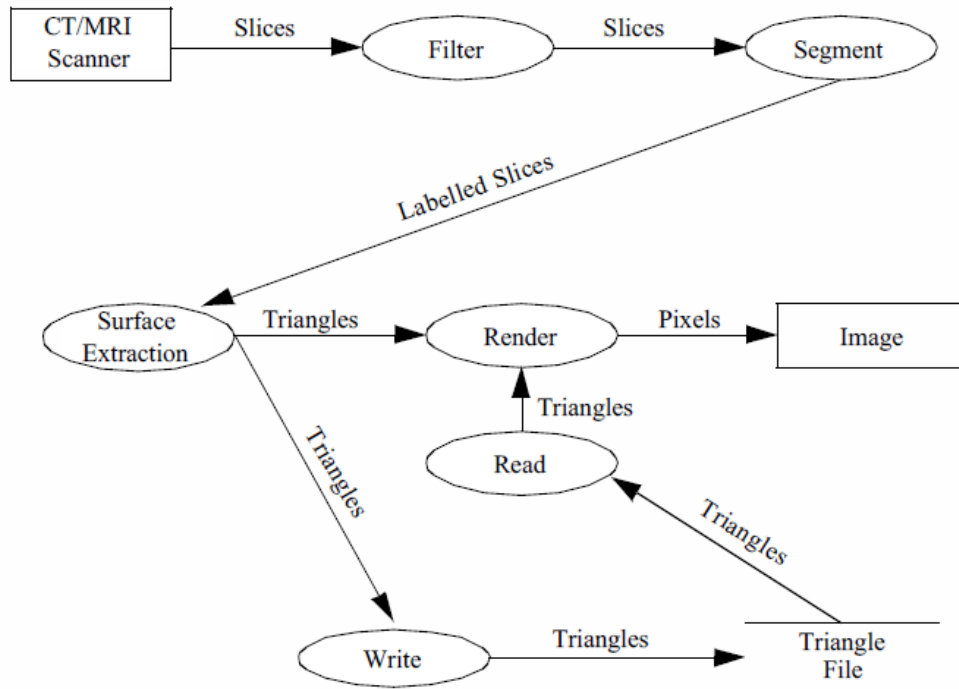 CT/MRI
Scanner
Slices
Filter
Slices
Segment
Labelled Slices
Surface
Extraction
Triangles
Render
Pixels
Image
Triangles
Read
Triangles
Triangles
Write
Triangles
Triangle
File